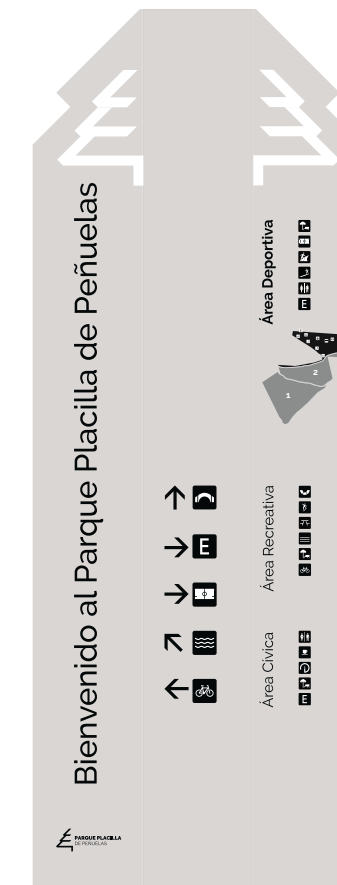 Bienvenido al Parque Placilla de Peñuelas
Área Deportiva
E
2
1
Área Recreativa
E
Área Cívica
E
PARQUE PLACILLA
DE PEÑUELAS